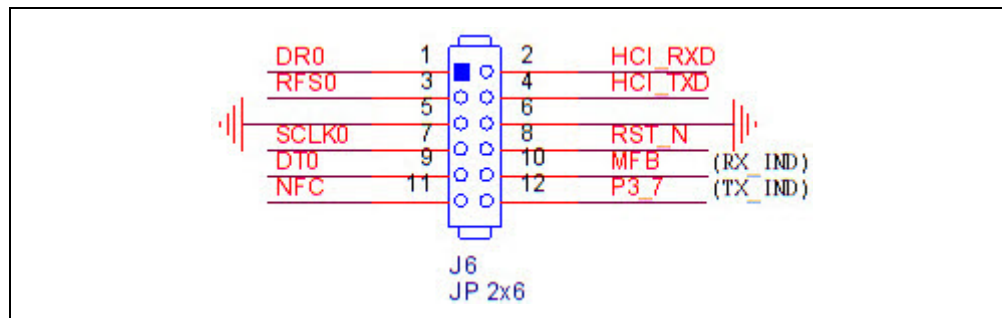 DR0 1 2 HCI_RXD
RFS0 3 4 HCI_TXD
5 6
SCLK0 7 8 RST_N
DT0 9 10 MFB (RX_IND)
NFC 11 12 P3_7 (TX_IND)
J6
JP 2x6